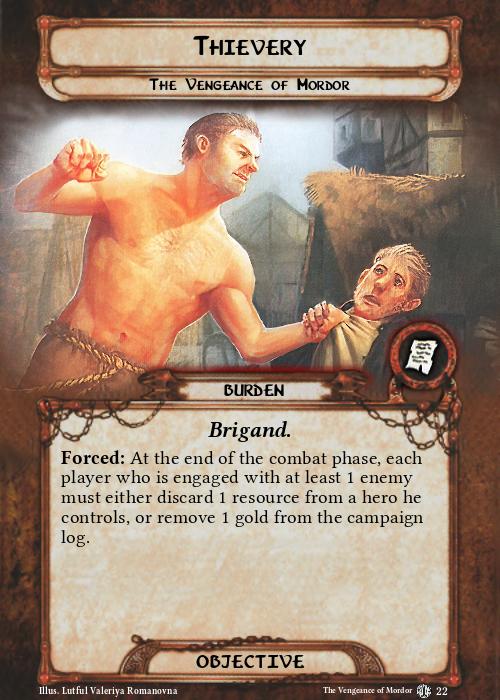 Thievery
The Vengeance of Mordor
BURDEN
Brigand.
Forced: At the end of the combat phase, each
player who is engaged with at least 1 enemy
must either discard 1 resource from a hero he
controls, or remove 1 gold from the campaign
log.
OBJECTIVE
Illus. Lutful Valeriya Romanovna
The Vengeance of Mordor 22